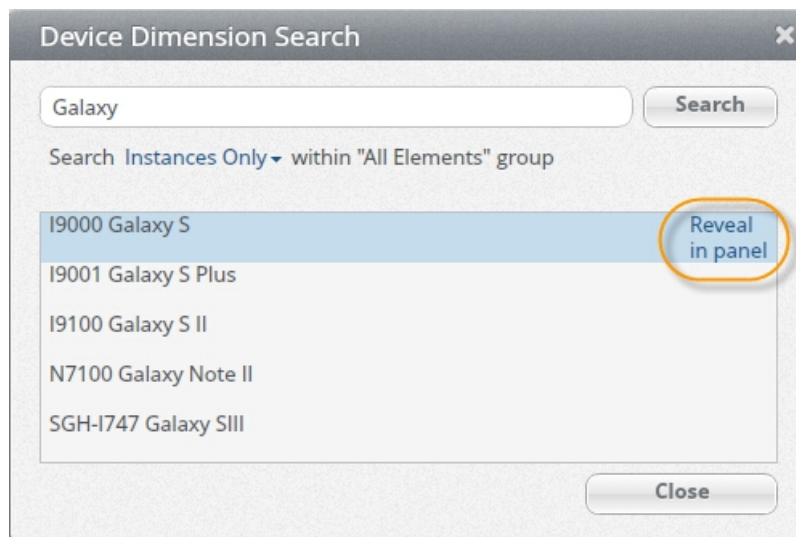 Device Dimension Search
Galaxy
Search
Search Instances Only within "All Elements" group
I9000 Galaxy S
Reveal
in panel
I9001 Galaxy S Plus
I9100 Galaxy S II
N7100 Galaxy Note II
SGH-I747 Galaxy SIII
Close